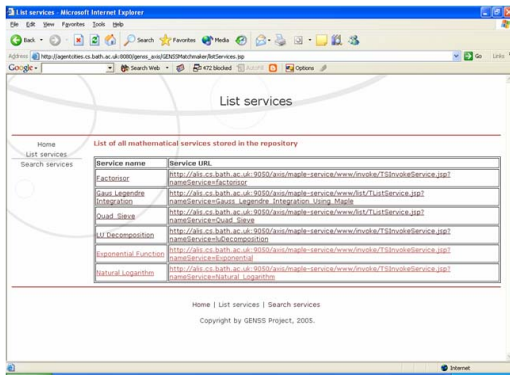 List services - Microsoft Internet Explorer
File Edit View Favorites Tools Help
Back Search Favorites Media
Address http://agentcities.cs.bath.ac.uk:8080/genss_axis/GENSSMatchmaker/listServices.jsp Go Links
Google Search Web 472 blocked AutoFill Options
List services
Home
List services
Search services
List of all mathematical services stored in the repository
Service name Service URL
Factorisor http://alis.cs.bath.ac.uk:9050/axis/maple-service/www/invoke/TSInvokeService.jsp?
nameService=factorisor
Gaus Legendre Integration http://alis.cs.bath.ac.uk:9050/axis/maple-service/www/list/TListService.jsp?
nameService=Gauss_Legendre_Integration_Using_Maple
Quad_Sieve http://alis.cs.bath.ac.uk:9050/axis/maple-service/www/invoke/TSInvokeService.jsp?
nameService=Quad_Sieve
LU Decomposition http://alis.cs.bath.ac.uk:9050/axis/maple-service/www/invoke/TSInvokeService.jsp?
nameService=luDecomposition
Exponential Function http://alis.cs.bath.ac.uk:9050/axis/maple-service/www/invoke/TSInvokeService.jsp?
nameService=Exponential
Natural Logarithm http://alis.cs.bath.ac.uk:9050/axis/maple-service/www/invoke/TSInvokeService.jsp?
nameService=Natural_Logarithm
Home | List services | Search services
Copyright by GENSS Project, 2005.
Internet